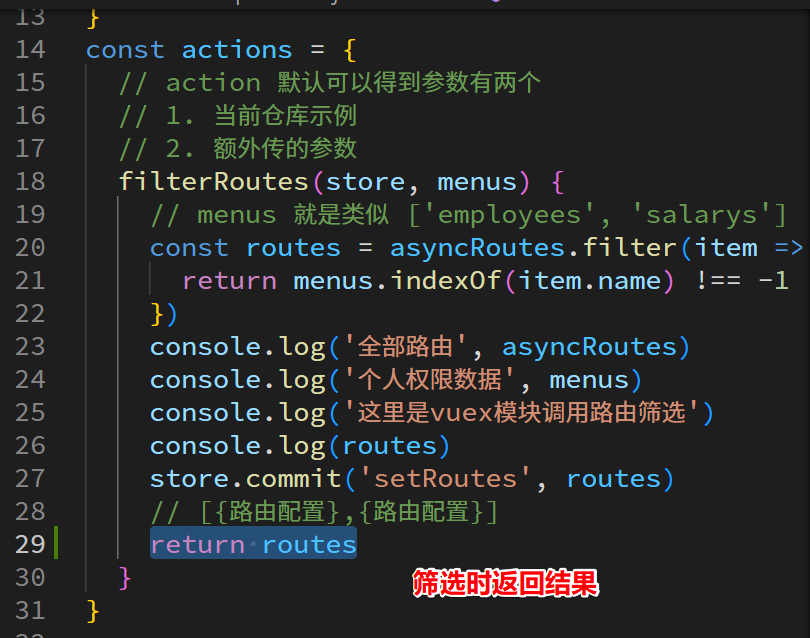 13 }
14 const actions = {
15 // action 默认可以得到参数有两个
16 // 1. 当前仓库示例
17 // 2. 额外传的参数
18 filterRoutes(store, menus) {
19 // menus 就是类似 ['employees', 'salarys']
20 const routes = asyncRoutes.filter(item =>
21 return menus.indexOf(item.name) !== -1
22 })
23 console.log('全部路由', asyncRoutes)
24 console.log('个人权限数据', menus)
25 console.log('这里是vuex模块调用路由筛选')
26 console.log(routes)
27 store.commit('setRoutes', routes)
28 // [{路由配置},{路由配置}]
29 return routes
30 }
筛选时返回结果
31 }